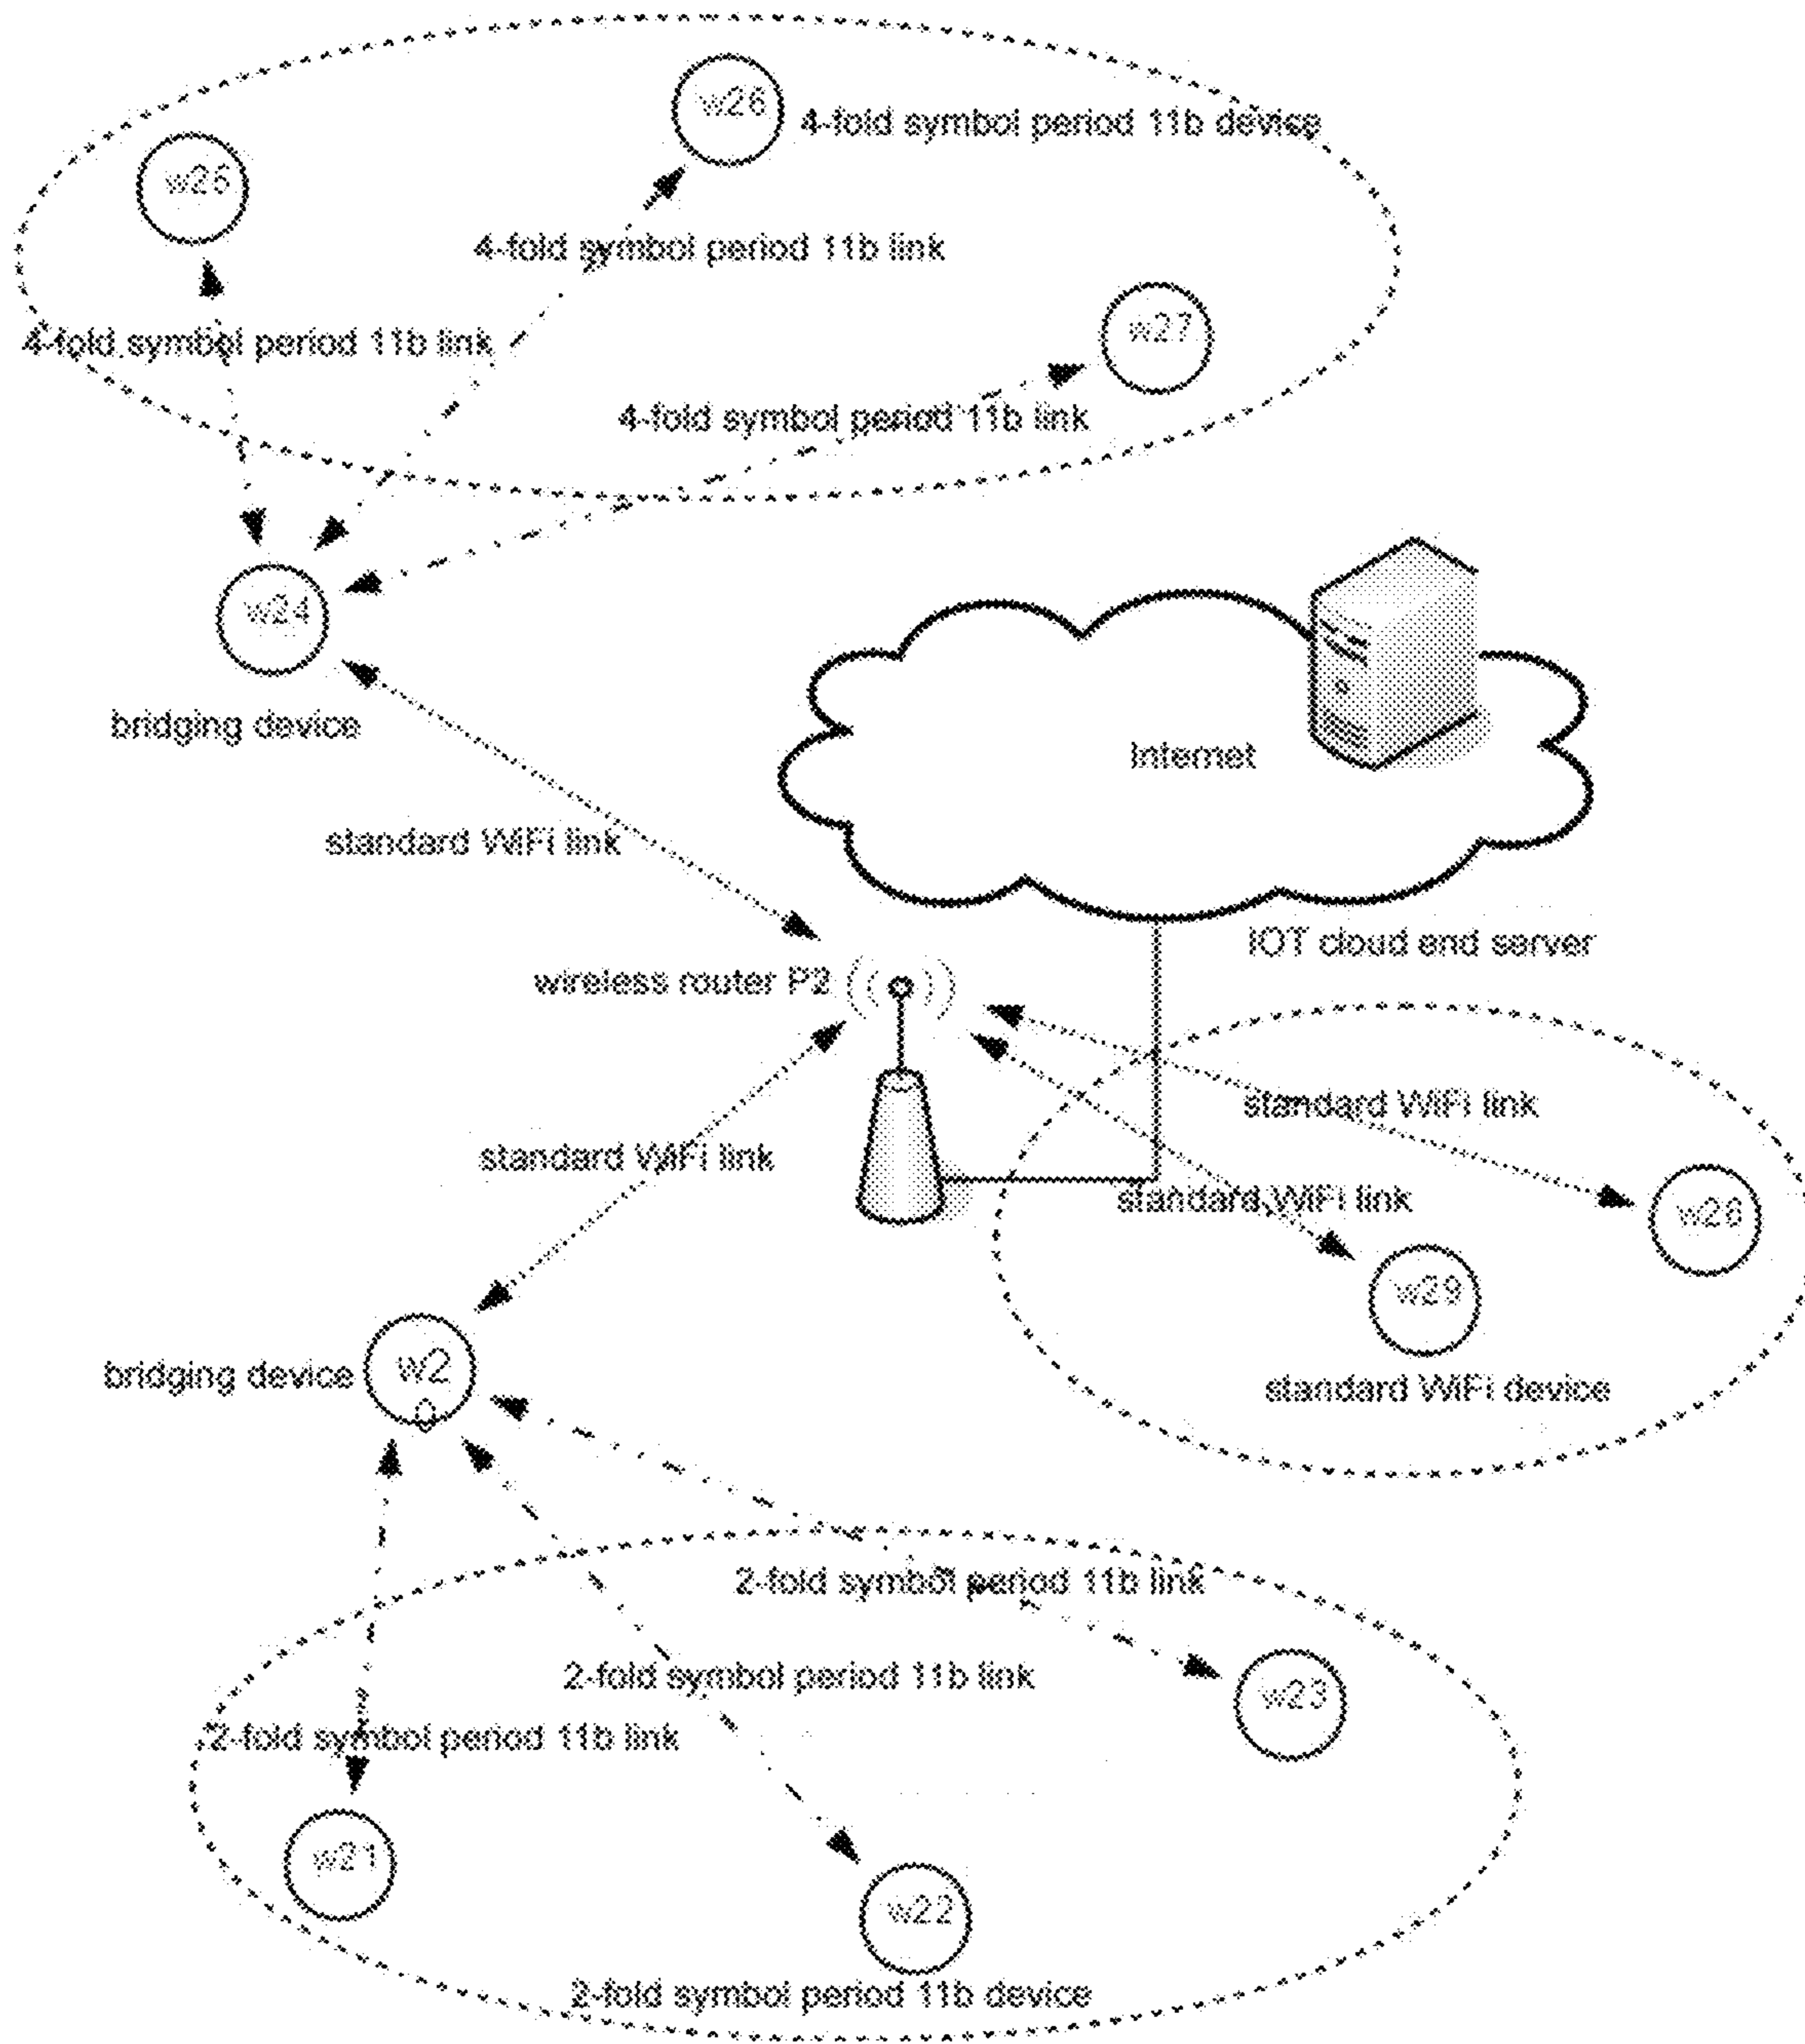 w26
4-fold symbol period 11b device
w25
4-fold symbol period 11b link
4-fold symbol period 11b link
w27
4-fold symbol period 11b link
w24
bridging device
Internet
standard WiFi link
IOT cloud end server
wireless router P2
standard WiFi link
standard WiFi link
standard WiFi link
w28
w29
bridging device
w2
0
standard WiFi device
2-fold symbol period 11b link
2-fold symbol period 11b link
w23
2-fold symbol period 11b link
w21
w22
2-fold symbol period 11b device